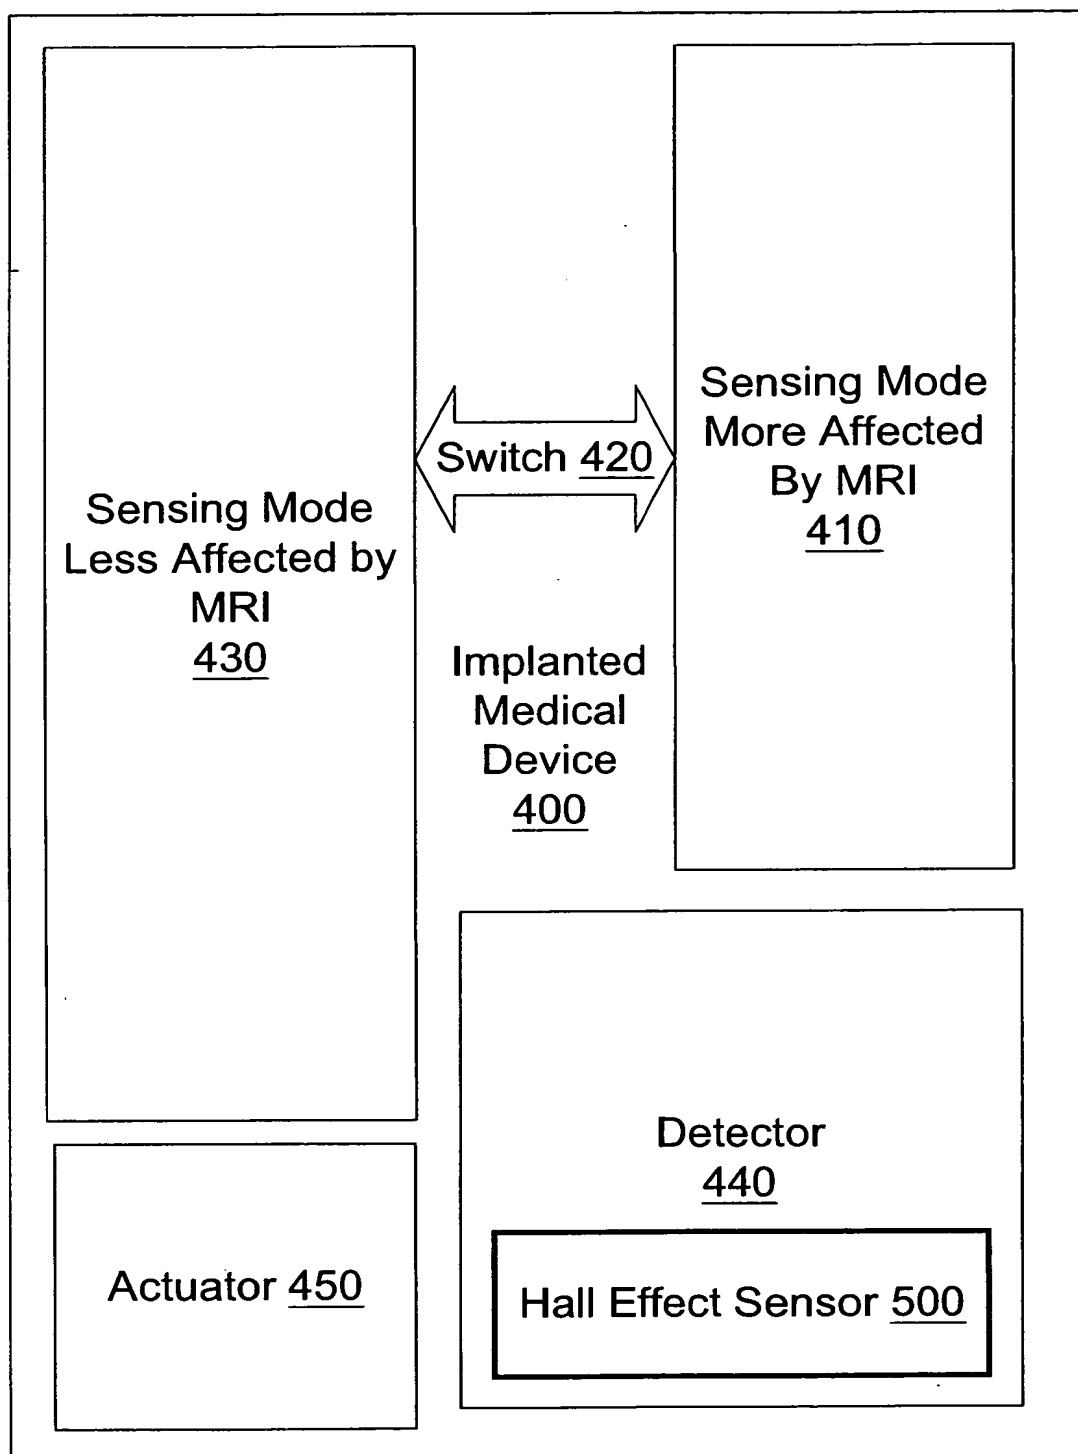 Sensing Mode
Less Affected by
MRI
430
Switch 420
Sensing Mode
More Affected
By MRI
410
Implanted
Medical
Device
400
Detector
440
Hall Effect Sensor 500
Actuator 450